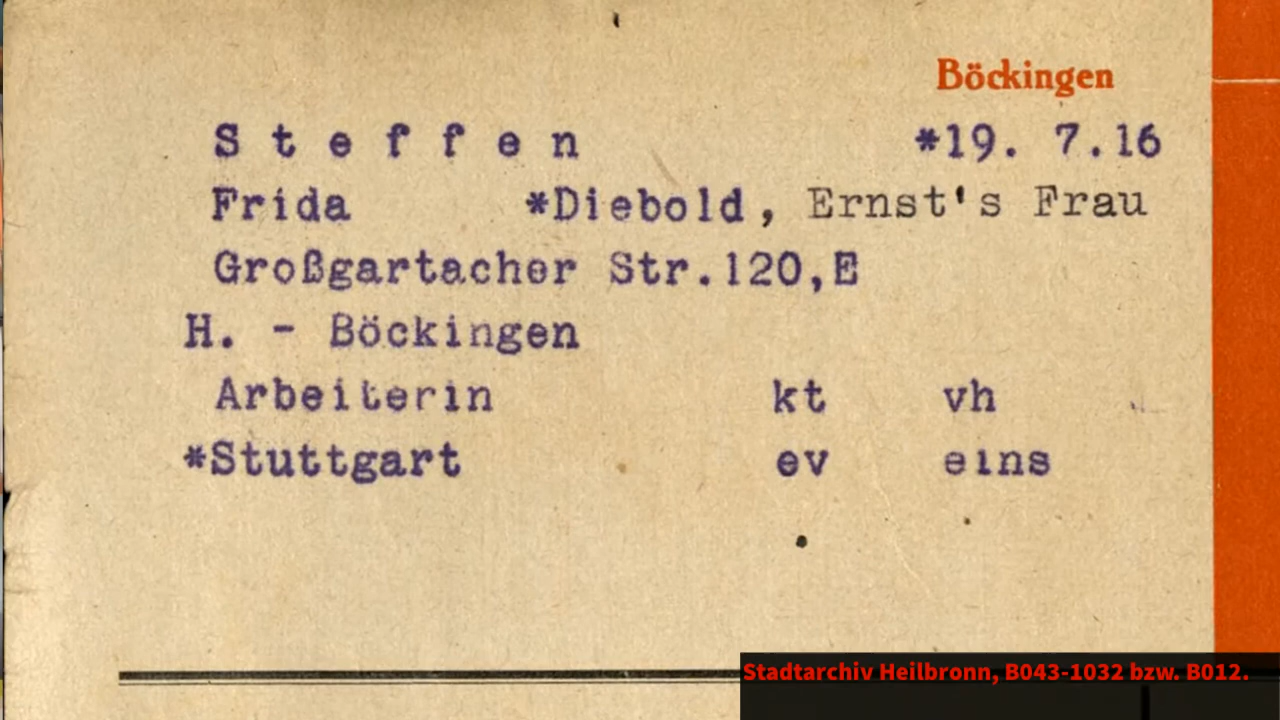 Böckingen
S t e f f e n *19. 7.16
Frida *Diebold, Ernst's Frau
Großgartacher Str.120,E
H. - Böckingen
Arbeiterin kt vh
*Stuttgart ev eins
Stadtarchiv Heilbronn, B043-1032 bzw. B012.